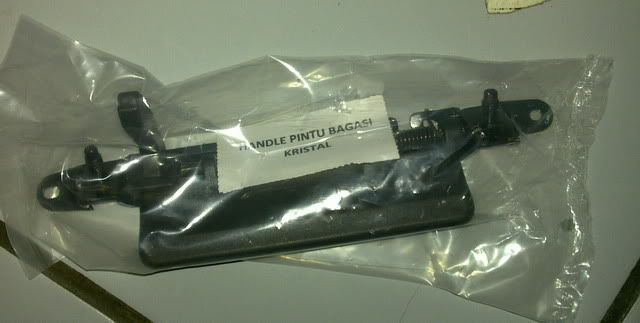 HANDLE PINTU BAGASI
KRISTAL